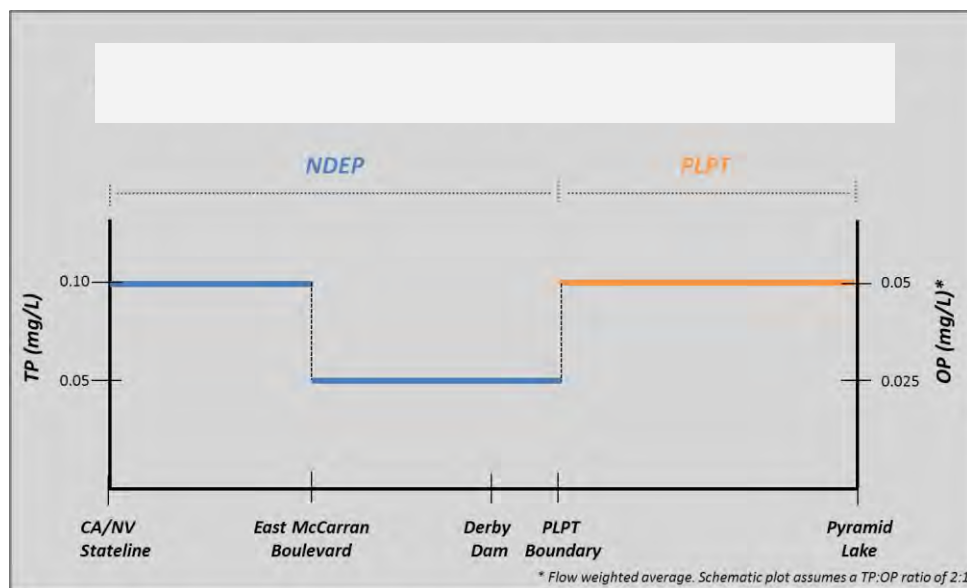 NDEP
PLPT
0.10
0.05
TP (mg/L)
0.05
0.025
OP (mg/L)*
CA/NV
Stateline
East McCarran
Boulevard
Derby
Dam
PLPT
Boundary
Pyramid
Lake
* Flow weighted average. Schematic plot assumes a TP:OP ratio of 2:1